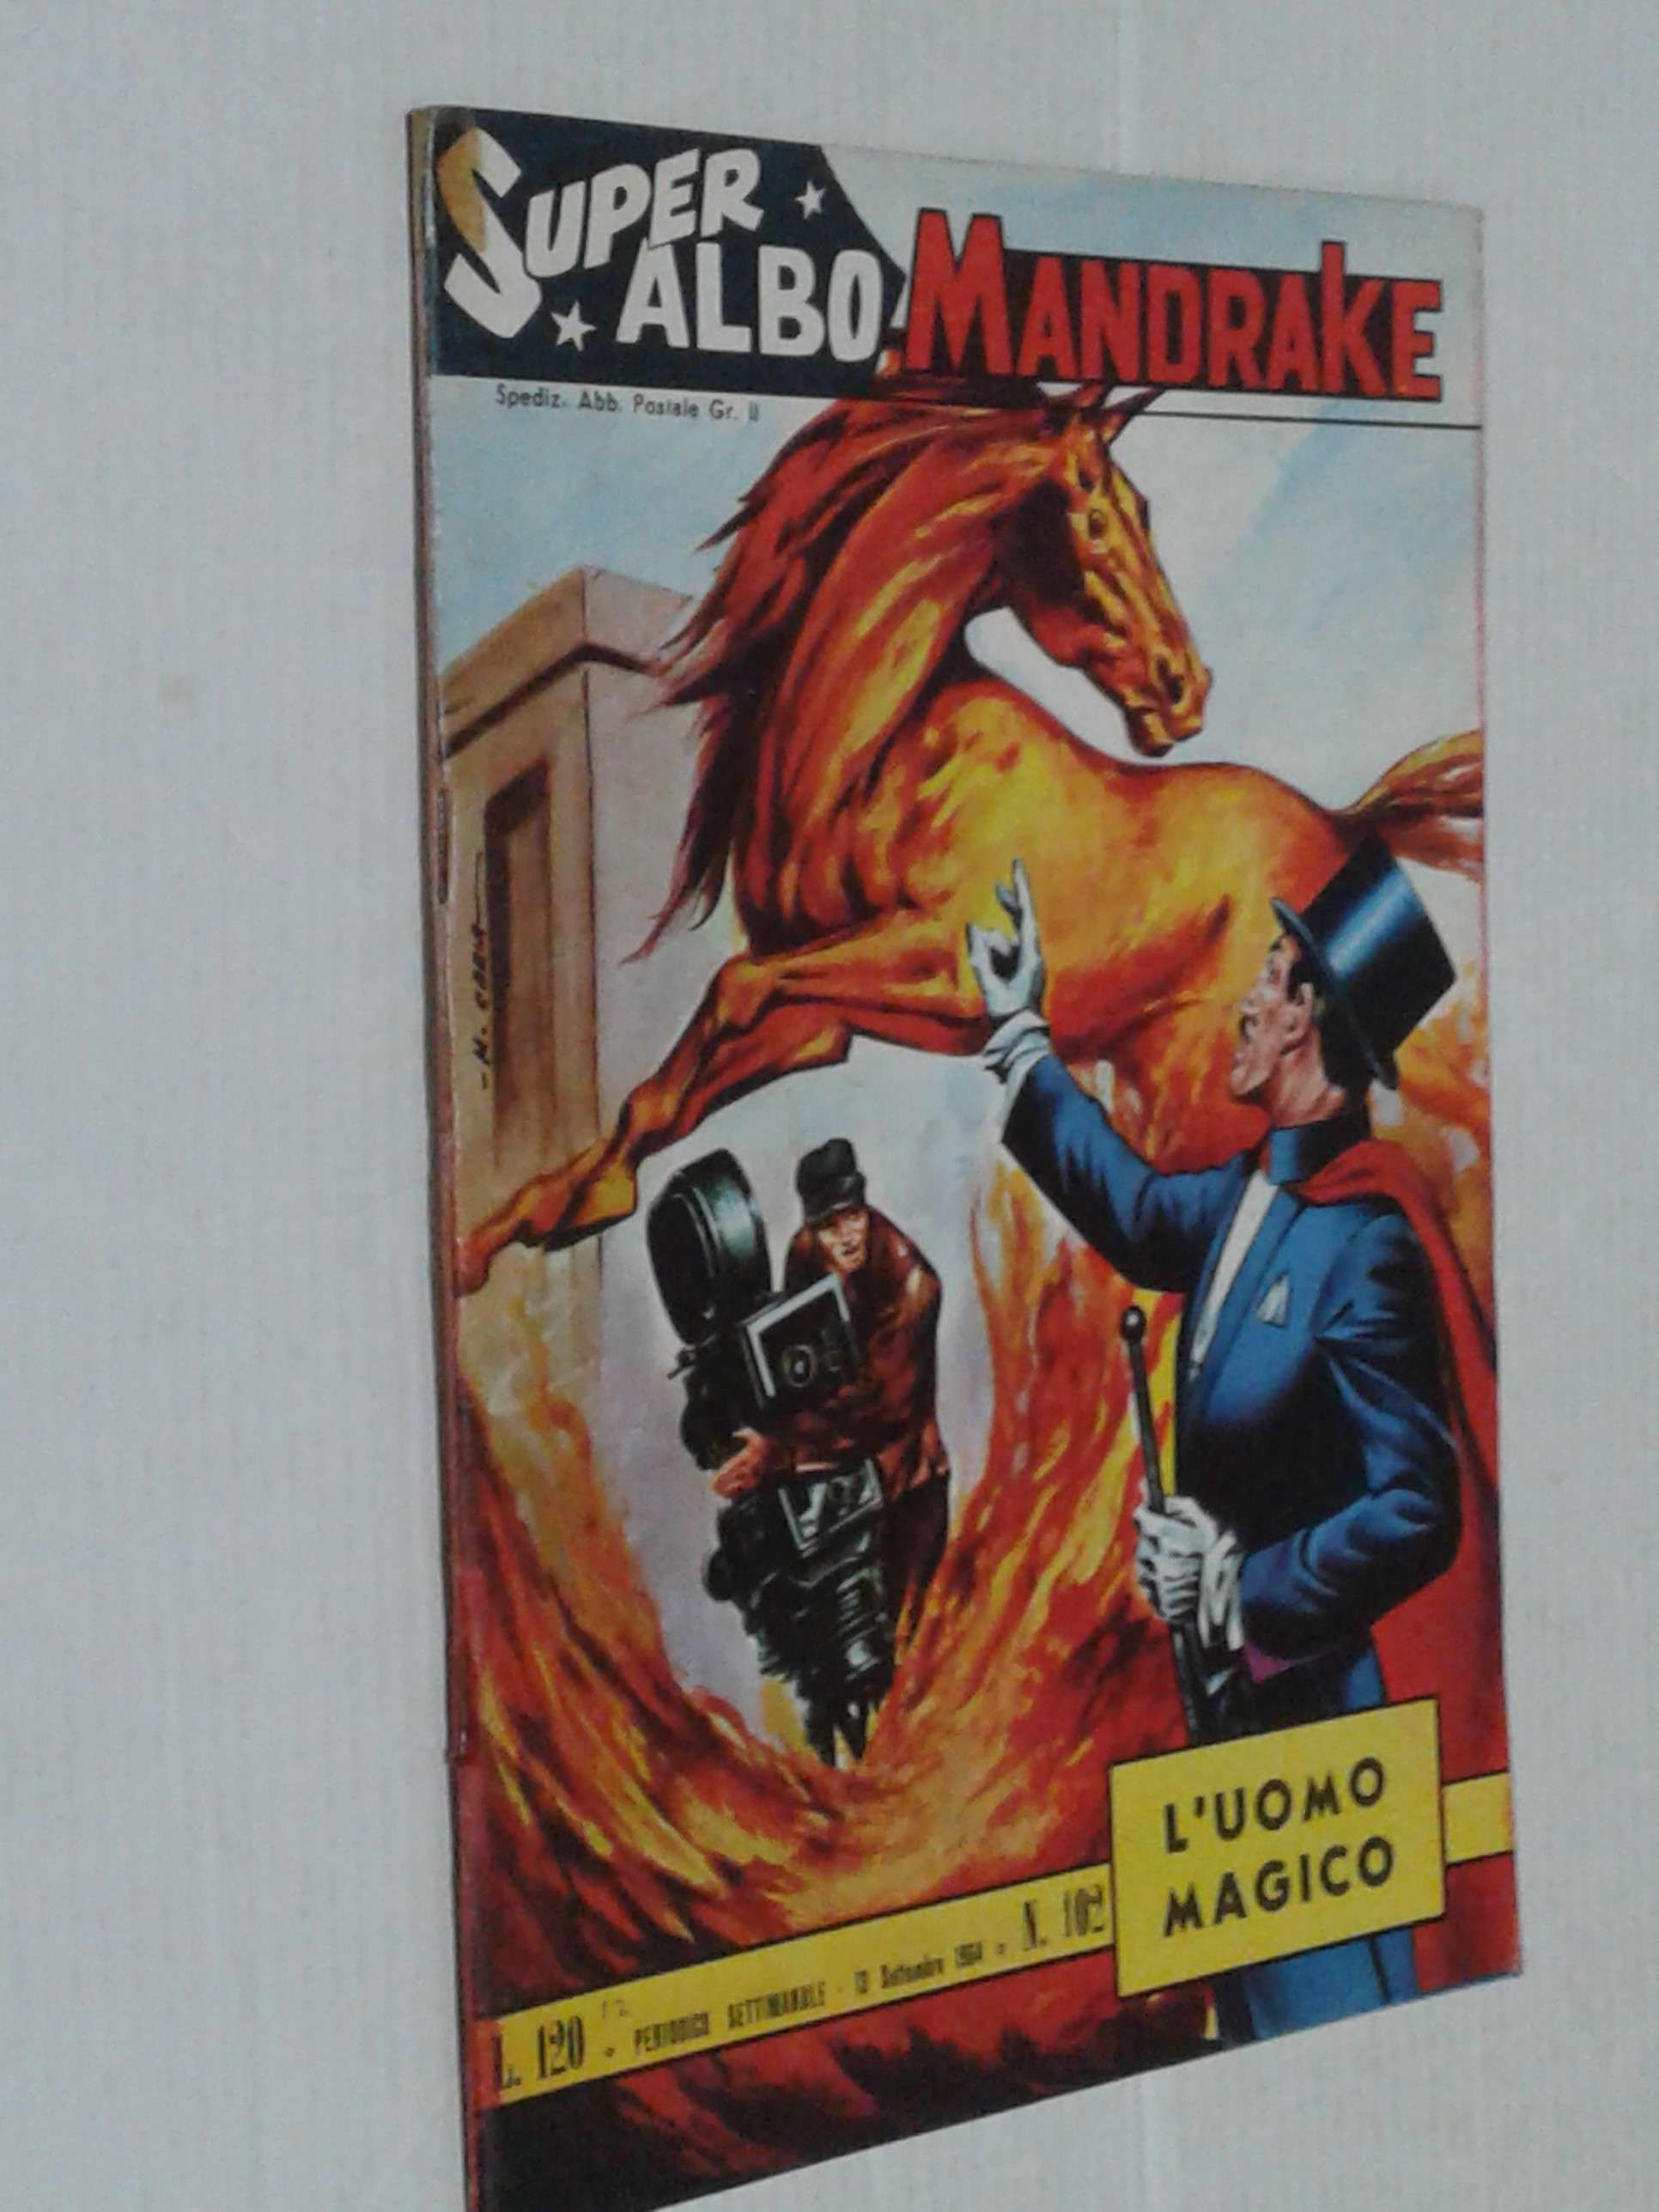 SUPER
ALBO
MANDRAKE
Spediz. Abb. Postale Gr. II
L'UOMO
MAGICO
L. 120 - PERIODICO SETTIMANALE - 13 Settembre 1964 - N. 102